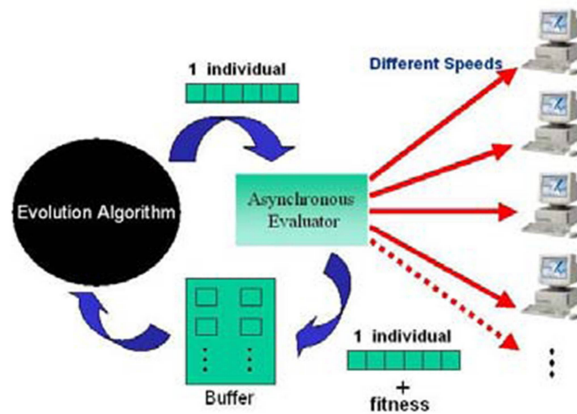 1 individual
Different Speeds
Evolution Algorithm
Asynchronous
Evaluator
1 individual
+
fitness
Buffer